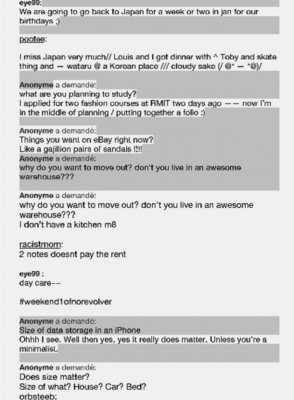 eye99:
We are going to go back to Japan for a week or two in jan for our
birthdays ;)
pootee:
I miss Japan very much// Louis and I got dinner with ^ Toby and skate
thing and — wataru @ a Korean place /// cloudy sake (/ @* — *@)/
Anonyme a demandé:
what are you planning to study?
I applied for two fashion courses at RMIT two days ago —— now I'm
in the middle of planning / putting together a folio :)
Anonyme a demandé:
Things you want on eBay right now?
Like a gajillion pairs of sandals !!!!
Anonyme a demandé:
why do you want to move out? don't you live in an awesome
warehouse???
Anonyme a demandé:
why do you want to move out? don't you live in an awesome
warehouse???
I don't have a kitchen m8
racistmom:
2 notes doesnt pay the rent
eye99 :
day care~~
#weekend1ofnorevolver
Anonyme a demandé:
Size of data storage in an iPhone
Ohhh I see. Well then yes, yes it really does matter. Unless you're a
minimalist.
Anonyme a demandé:
Does size matter?
Size of what? House? Car? Bed?
orbsteeb: